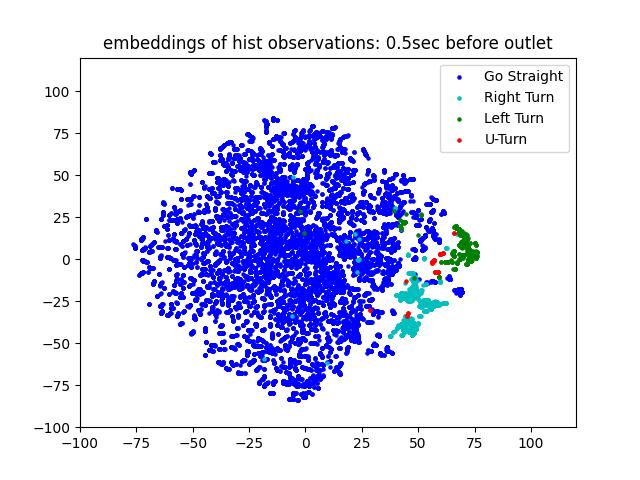 embeddings of hist observations: 0.5sec before outlet
Go Straight
Right Turn
Left Turn
U-Turn
100
75
50
25
0
−25
−50
−75
−100
−100 −75 −50 −25 0 25 50 75 100